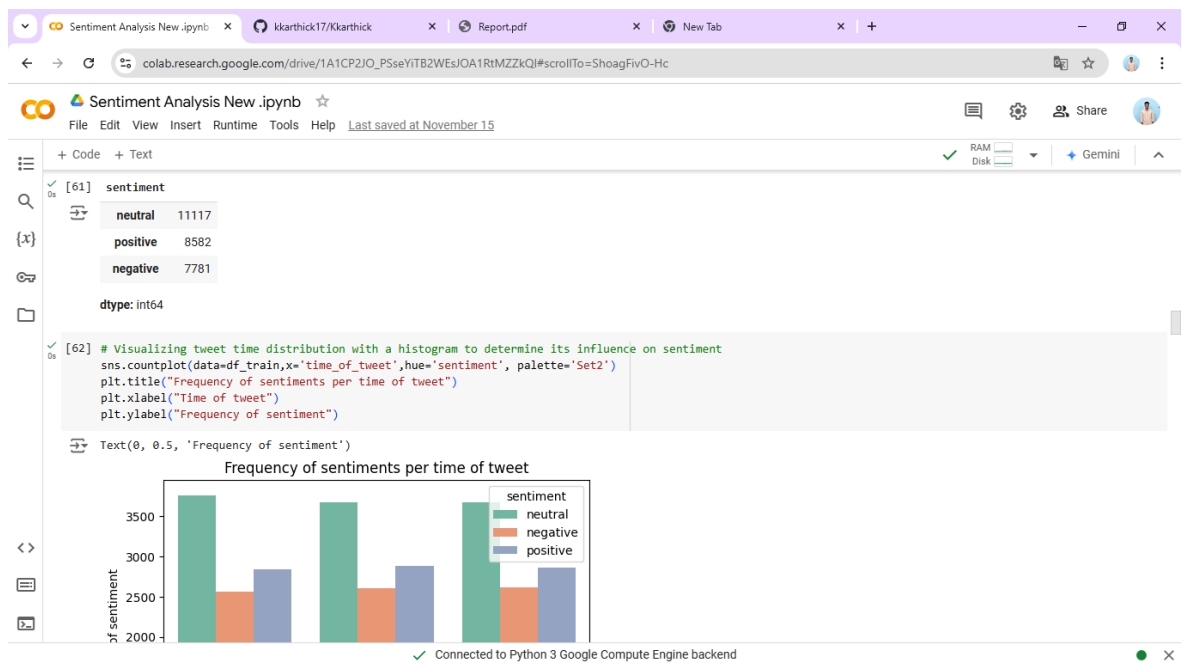 Sentiment Analysis New .ipynb
kkarthick17/Kkarthick
Report.pdf
New Tab
colab.research.google.com/drive/1A1CP2JO_PSseYiTB2WEsJOA1RtMZZkQI#scrollTo=ShoagFivO-Hc
Sentiment Analysis New .ipynb
File Edit View Insert Runtime Tools Help Last saved at November 15
Share
+ Code + Text
RAM
Disk
Gemini
0s
[61] sentiment
neutral 11117
positive 8582
negative 7781
dtype: int64
0s
[62] # Visualizing tweet time distribution with a histogram to determine its influence on sentiment
sns.countplot(data=df_train,x='time_of_tweet',hue='sentiment', palette='Set2')
plt.title("Frequency of sentiments per time of tweet")
plt.xlabel("Time of tweet")
plt.ylabel("Frequency of sentiment")
Text(0, 0.5, 'Frequency of sentiment')
Frequency of sentiments per time of tweet
sentiment
neutral
negative
positive
3500
3000
2500
2000
of sentiment
Connected to Python 3 Google Compute Engine backend